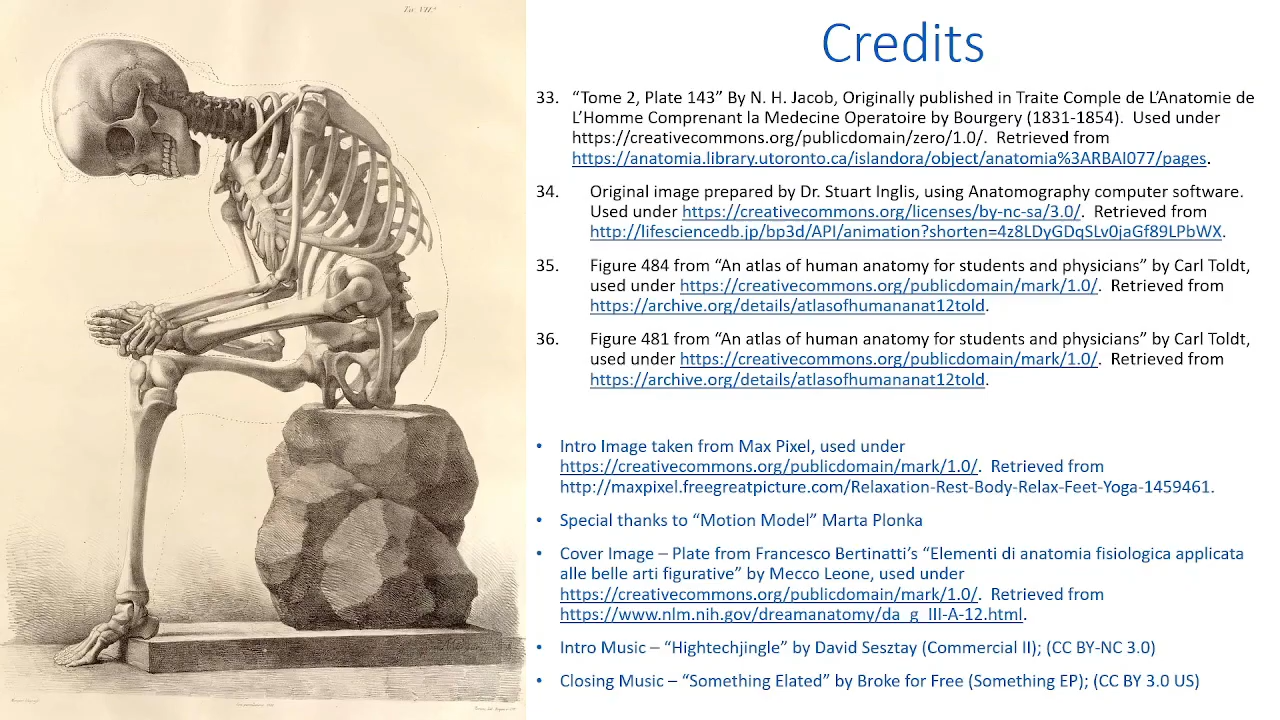 Tav. VII.a
Credits
33. “Tome 2, Plate 143” By N. H. Jacob, Originally published in Traite Comple de L’Anatomie de
L’Homme Comprenant la Medecine Operatoire by Bourgery (1831-1854).  Used under
https://creativecommons.org/publicdomain/zero/1.0/.  Retrieved from
https://anatomia.library.utoronto.ca/islandora/object/anatomia%3ARBAI077/pages.
34. Original image prepared by Dr. Stuart Inglis, using Anatomography computer software.
Used under https://creativecommons.org/licenses/by-nc-sa/3.0/.  Retrieved from
http://lifesciencedb.jp/bp3d/API/animation?shorten=4z8LDyGDqSLv0jaGf89LPbWX.
35. Figure 484 from “An atlas of human anatomy for students and physicians” by Carl Toldt,
used under https://creativecommons.org/publicdomain/mark/1.0/.  Retrieved from
https://archive.org/details/atlasofhumananat12told.
36. Figure 481 from “An atlas of human anatomy for students and physicians” by Carl Toldt,
used under https://creativecommons.org/publicdomain/mark/1.0/.  Retrieved from
https://archive.org/details/atlasofhumananat12told.
• Intro Image taken from Max Pixel, used under
https://creativecommons.org/publicdomain/mark/1.0/.  Retrieved from
http://maxpixel.freegreatpicture.com/Relaxation-Rest-Body-Relax-Feet-Yoga-1459461.
• Special thanks to “Motion Model” Marta Plonka
• Cover Image – Plate from Francesco Bertinatti’s “Elementi di anatomia fisiologica applicata
alle belle arti figurative” by Mecco Leone, used under
https://creativecommons.org/publicdomain/mark/1.0/.  Retrieved from
https://www.nlm.nih.gov/dreamanatomy/da_g_III-A-12.html.
• Intro Music – “Hightechjingle” by David Sesztay (Commercial II); (CC BY-NC 3.0)
• Closing Music – “Something Elated” by Broke for Free (Something EP); (CC BY 3.0 US)